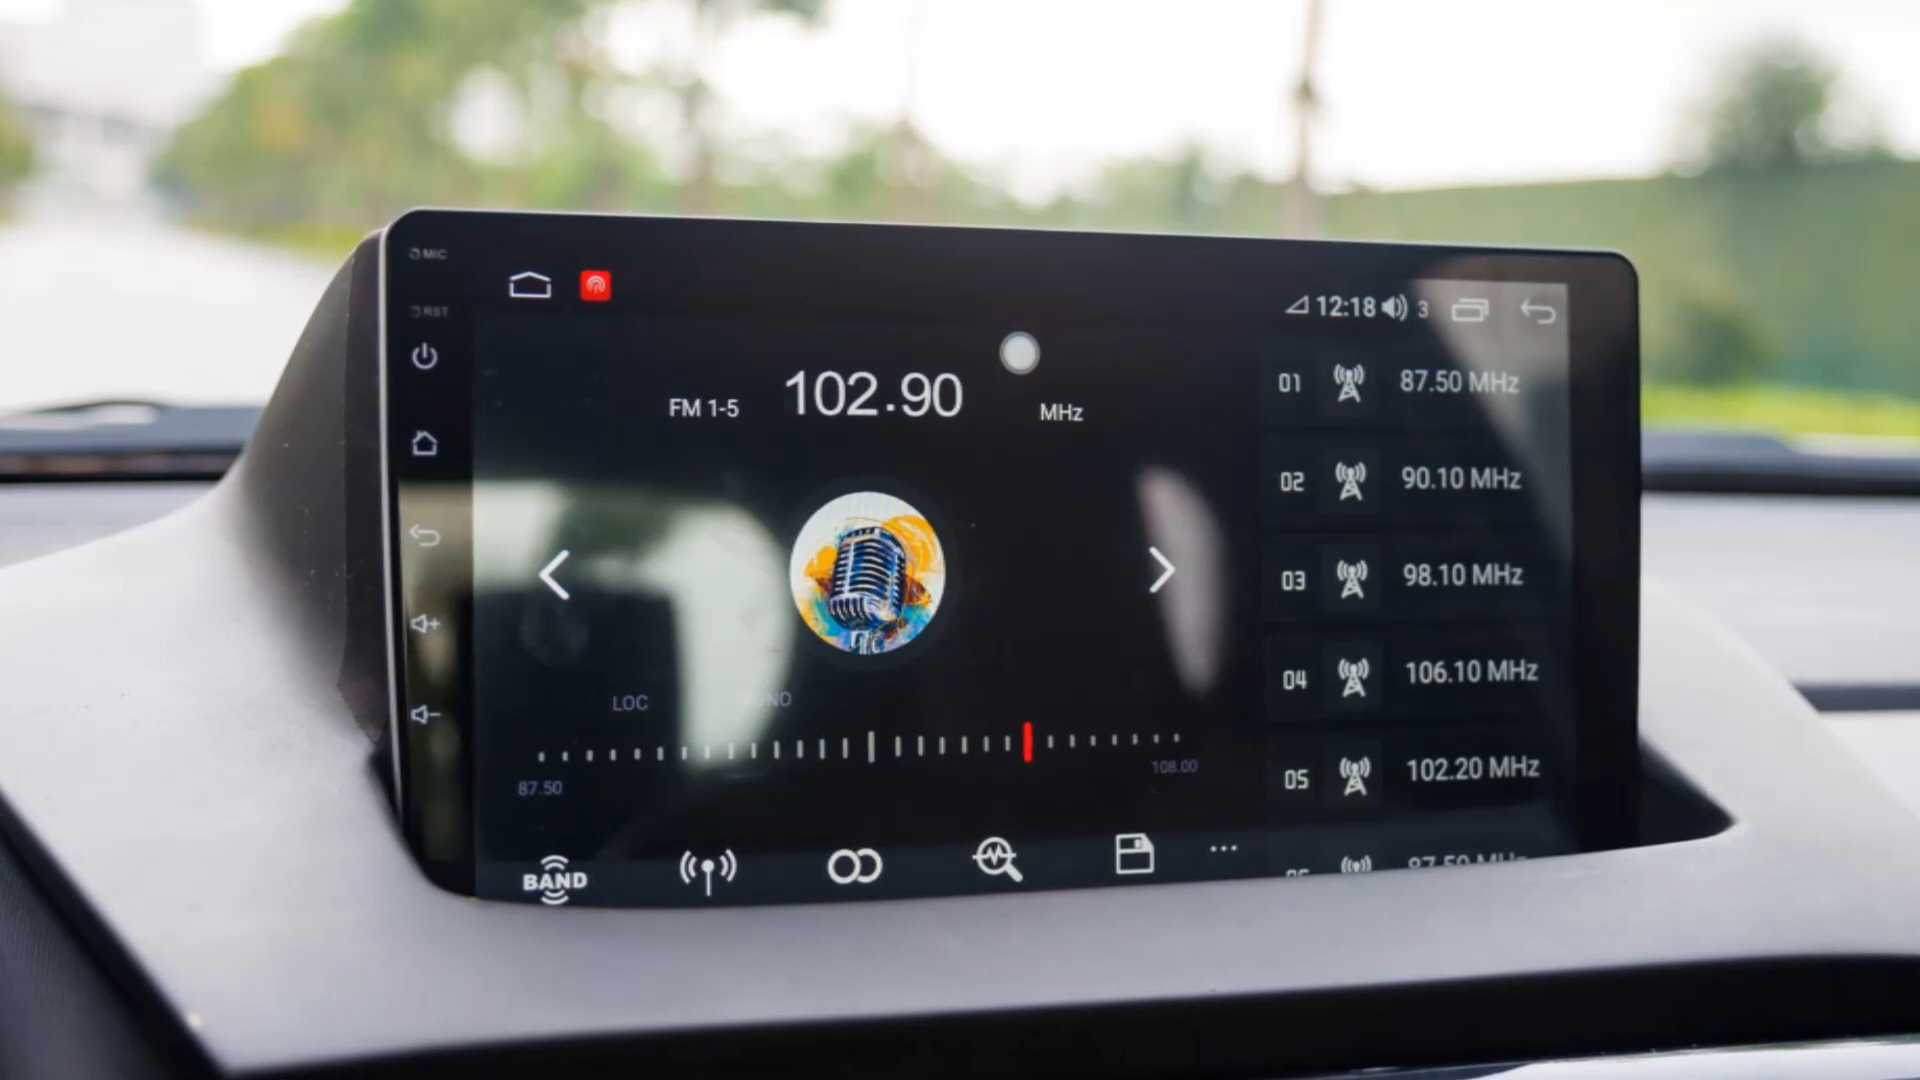 MIC
RST
12:18 3
FM 1-5 102.90 MHz
LOC MONO
87.50 108.00
BAND
01 87.50 MHz
02 90.10 MHz
03 98.10 MHz
04 106.10 MHz
05 102.20 MHz